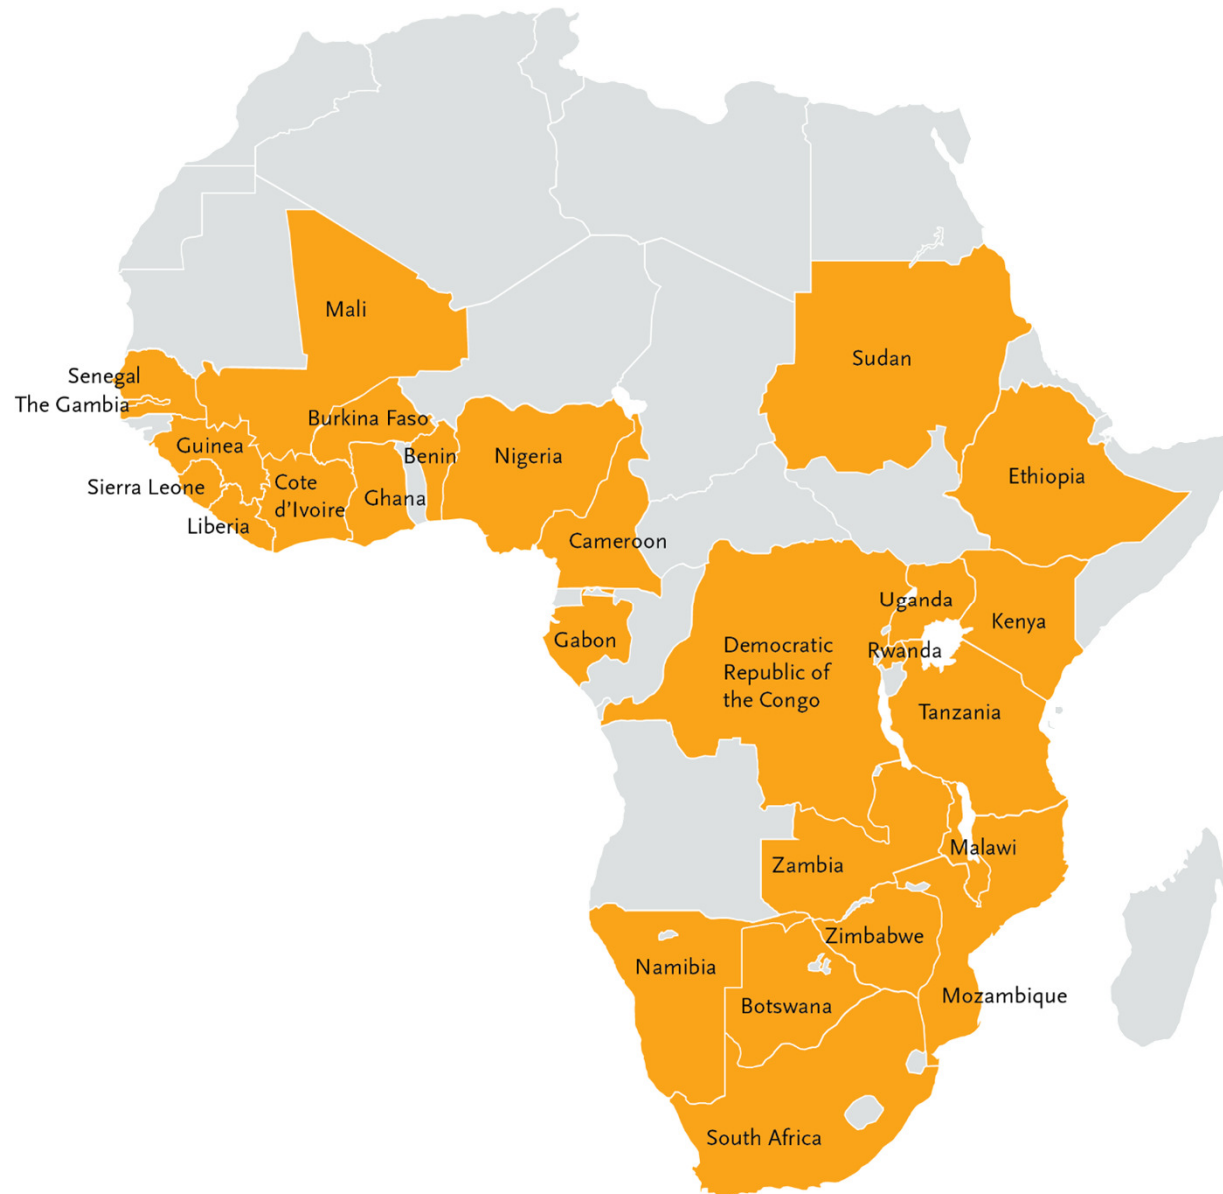 Mali
Sudan
Senegal
The Gambia
Burkina Faso
Guinea
Benin
Nigeria
Ethiopia
Sierra Leone
Cote
d'Ivoire
Ghana
Liberia
Cameroon
Uganda
Kenya
Gabon
Democratic
Republic of
the Congo
Rwanda
Tanzania
Malawi
Zambia
Zimbabwe
Namibia
Botswana
Mozambique
South Africa